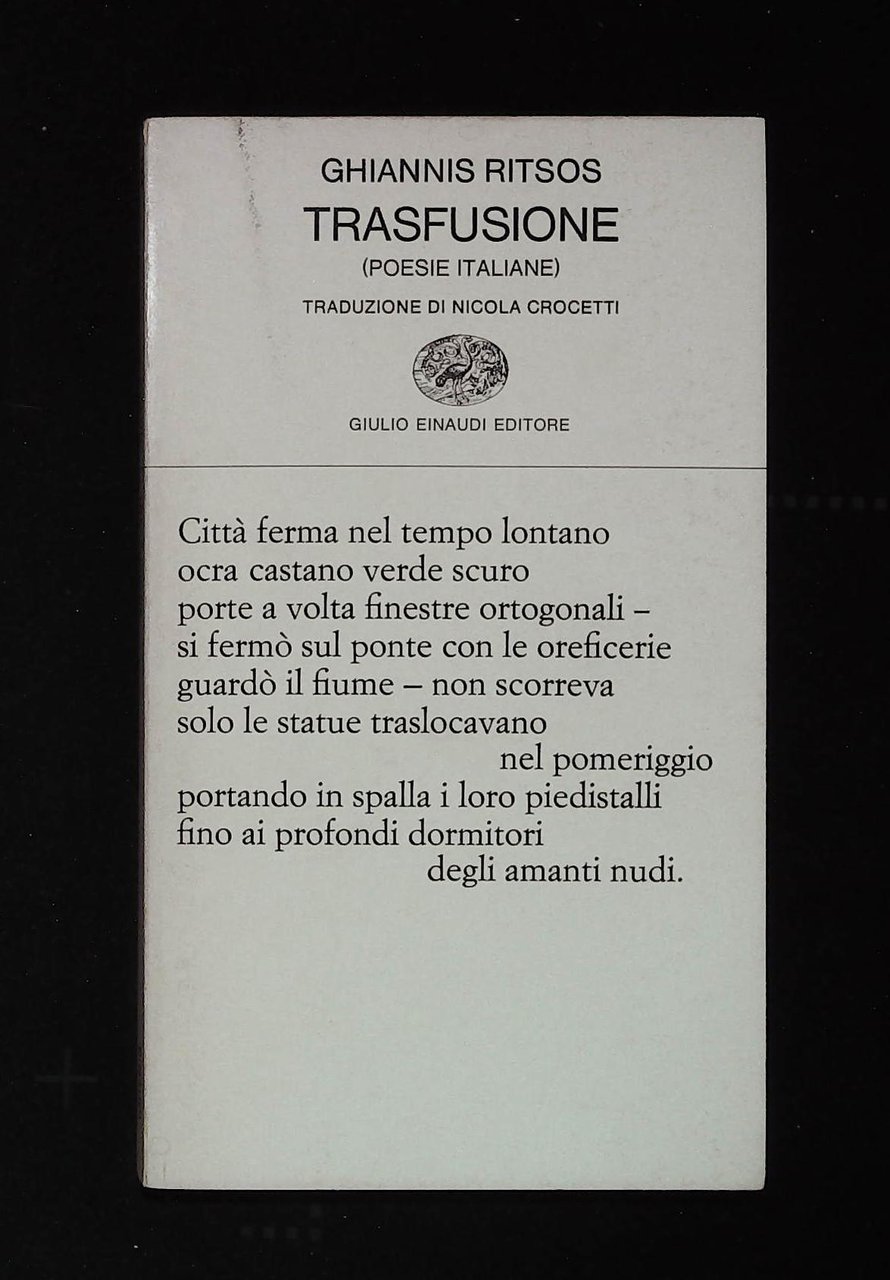 GHIANNIS RITSOS
TRASFUSIONE
(POESIE ITALIANE)
TRADUZIONE DI NICOLA CROCETTI
GIULIO EINAUDI EDITORE
Città ferma nel tempo lontano
ocra castano verde scuro
porte a volta finestre ortogonali –
si fermò sul ponte con le oreficerie
guardò il fiume – non scorreva
solo le statue traslocavano
nel pomeriggio
portando in spalla i loro piedistalli
fino ai profondi dormitori
degli amanti nudi.